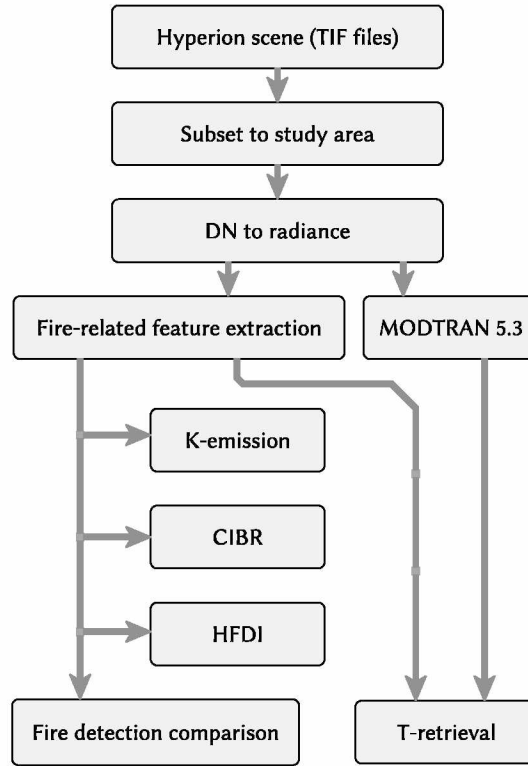 Hyperion scene (TIF files)
Subset to study area
DN to radiance
Fire-related feature extraction
MODTRAN 5.3
K-emission
CIBR
HFDI
Fire detection comparison
T-retrieval